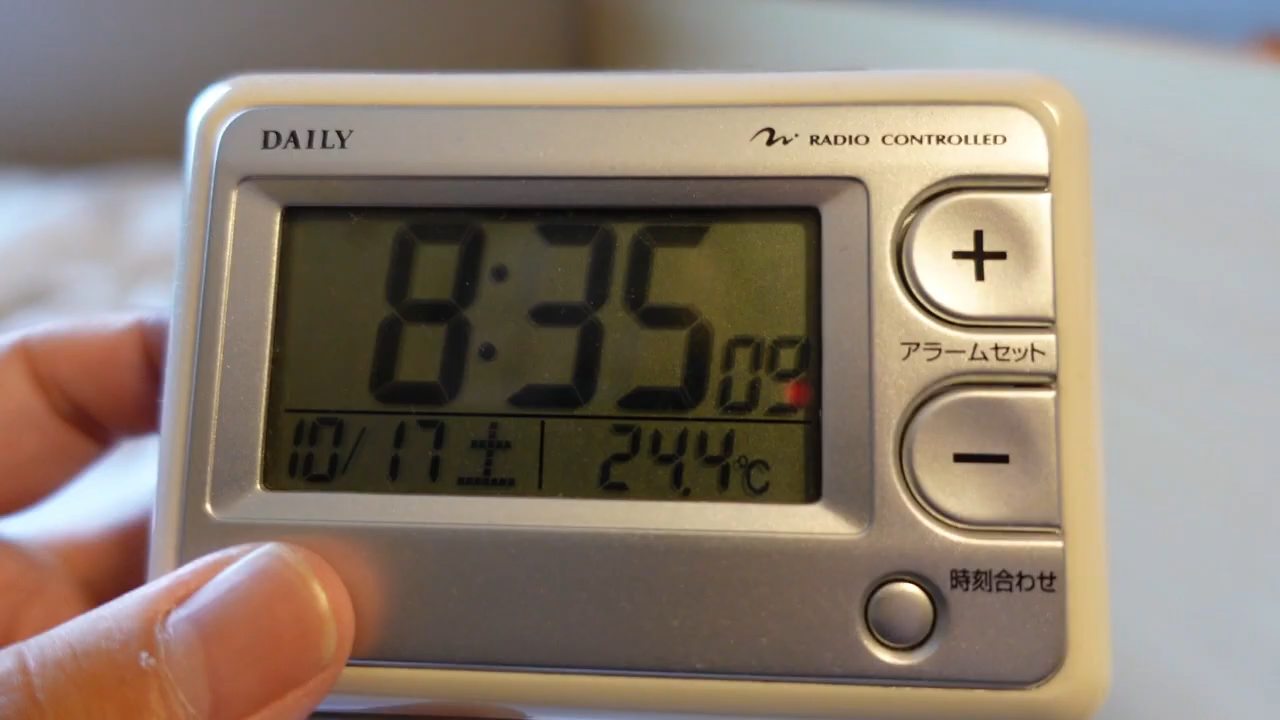 DAILY
RADIO CONTROLLED
8:35 09
10/17 土
24.4℃
+
アラームセット
−
時刻合わせ